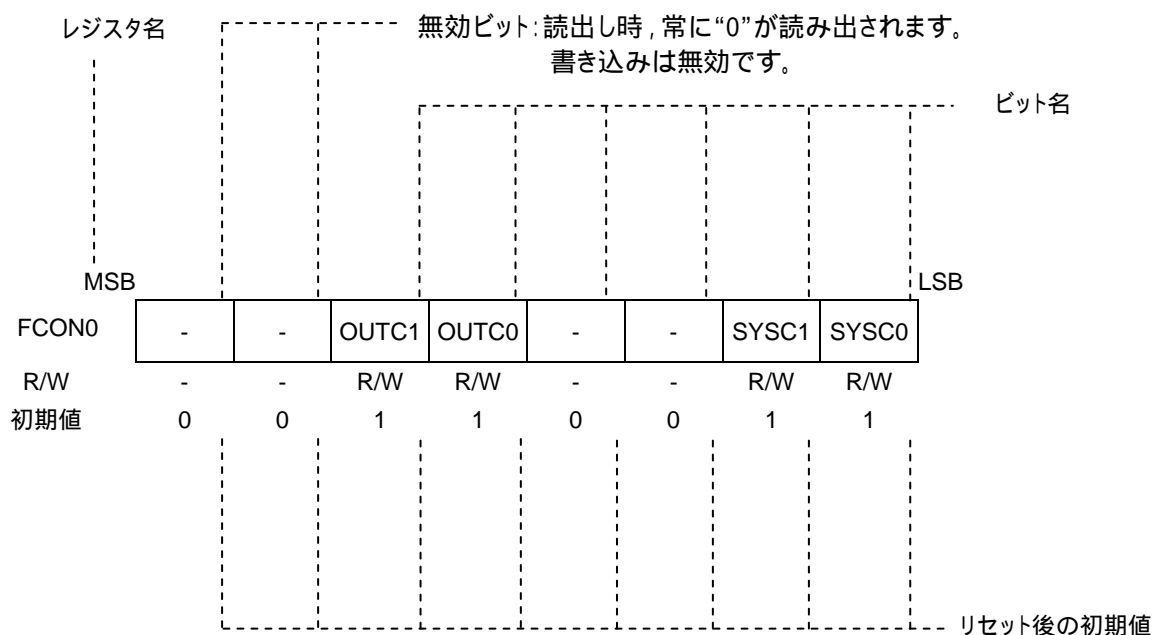 レジスタ名
無効ビット:読出し時,常に“0”が読み出されます。
書き込みは無効です。
ビット名
MSB LSB
FCON0 - - OUTC1 OUTC0 - - SYSC1 SYSC0
R/W - - R/W R/W - - R/W R/W
初期値 0 0 1 1 0 0 1 1
リセット後の初期値